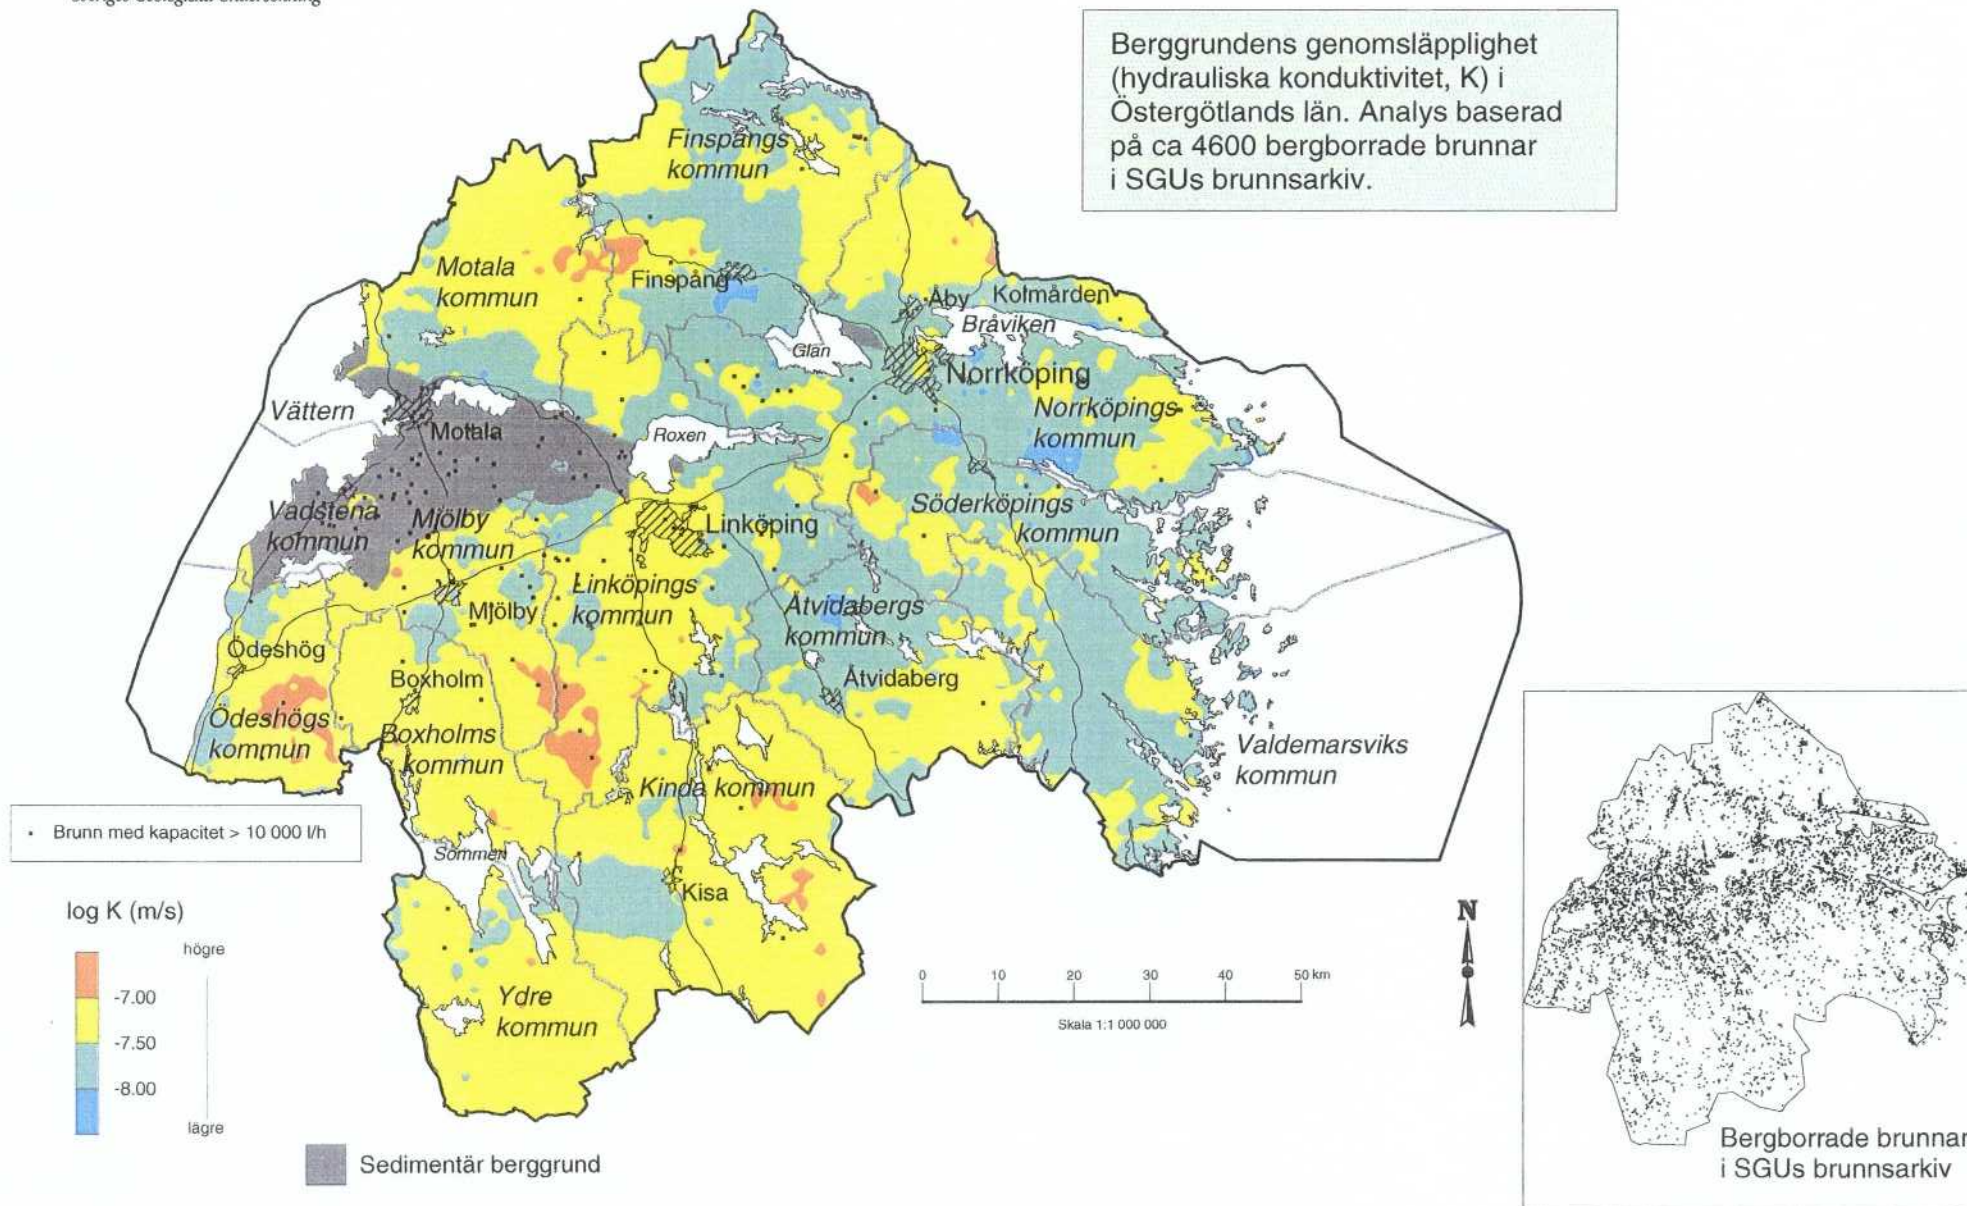 Sveriges Geologiska Undersökning
Berggrundens genomsläpplighet
(hydrauliska konduktivitet, K) i
Östergötlands län. Analys baserad
på ca 4600 bergborrade brunnar
i SGUs brunnsarkiv.
Finspångs
kommun
Motala
kommun
Finspång
Åby
Kolmården
Bråviken
Glan
Norrköping
Vättern
Motala
Roxen
Norrköpings
kommun
Vadstena
kommun
Mjölby
kommun
Linköping
Söderköpings
kommun
Linköpings
kommun
Mjölby
Åtvidabergs
kommun
Ödeshög
Boxholm
Åtvidaberg
Ödeshögs
kommun
Boxholms
kommun
Valdemarsviks
kommun
Kinda kommun
Brunn med kapacitet > 10 000 l/h
Sommen
Kisa
log K (m/s)
högre
-7.00
-7.50
-8.00
lägre
Ydre
kommun
N
0 10 20 30 40 50 km
Skala 1:1 000 000
Sedimentär berggrund
Bergborrade brunnar
i SGUs brunnsarkiv